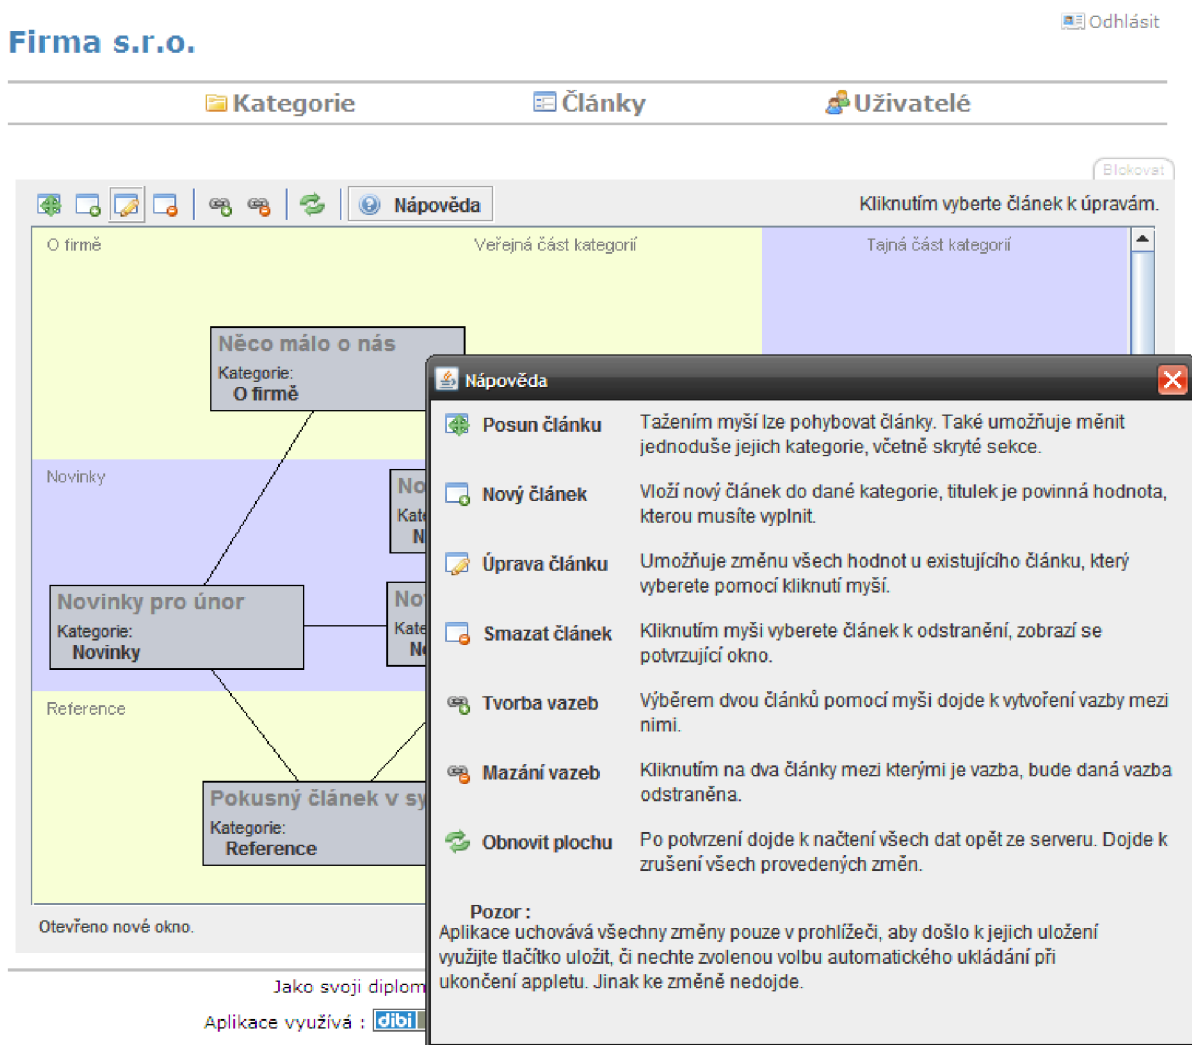 Odhlásit
Firma s.r.o.
Kategorie
Články
Uživatelé
Blokovat
Nápověda
Kliknutím vyberte článek k úpravám.
O firmě
Veřejná část kategorií
Tajná část kategorií
Něco málo o nás
Kategorie:
O firmě
Novinky
Novinky pro únor
Kategorie:
Novinky
Reference
Pokusný článek v sy
Kategorie:
Reference
Otevřeno nové okno.
Jako svoji diplom
Aplikace využívá : dibi
Nápověda
Posun článku
Tažením myší lze pohybovat články. Také umožňuje měnit
jednoduše jejich kategorie, včetně skryté sekce.
Nový článek
Vloží nový článek do dané kategorie, titulek je povinná hodnota,
kterou musíte vyplnit.
Úprava článku
Umožňuje změnu všech hodnot u existujícího článku, který
vyberete pomocí kliknutí myší.
Smazat článek
Kliknutím myši vyberete článek k odstranění, zobrazí se
potvrzující okno.
Tvorba vazeb
Výběrem dvou článků pomocí myši dojde k vytvoření vazby mezi
nimi.
Mazání vazeb
Kliknutím na dva články mezi kterými je vazba, bude daná vazba
odstraněna.
Obnovit plochu
Po potvrzení dojde k načtení všech dat opět ze serveru. Dojde k
zrušení všech provedených změn.
Pozor :
Aplikace uchovává všechny změny pouze v prohlížeči, aby došlo k jejich uložení
využijte tlačítko uložit, či nechte zvolenou volbu automatického ukládání při
ukončení appletu. Jinak ke změně nedojde.